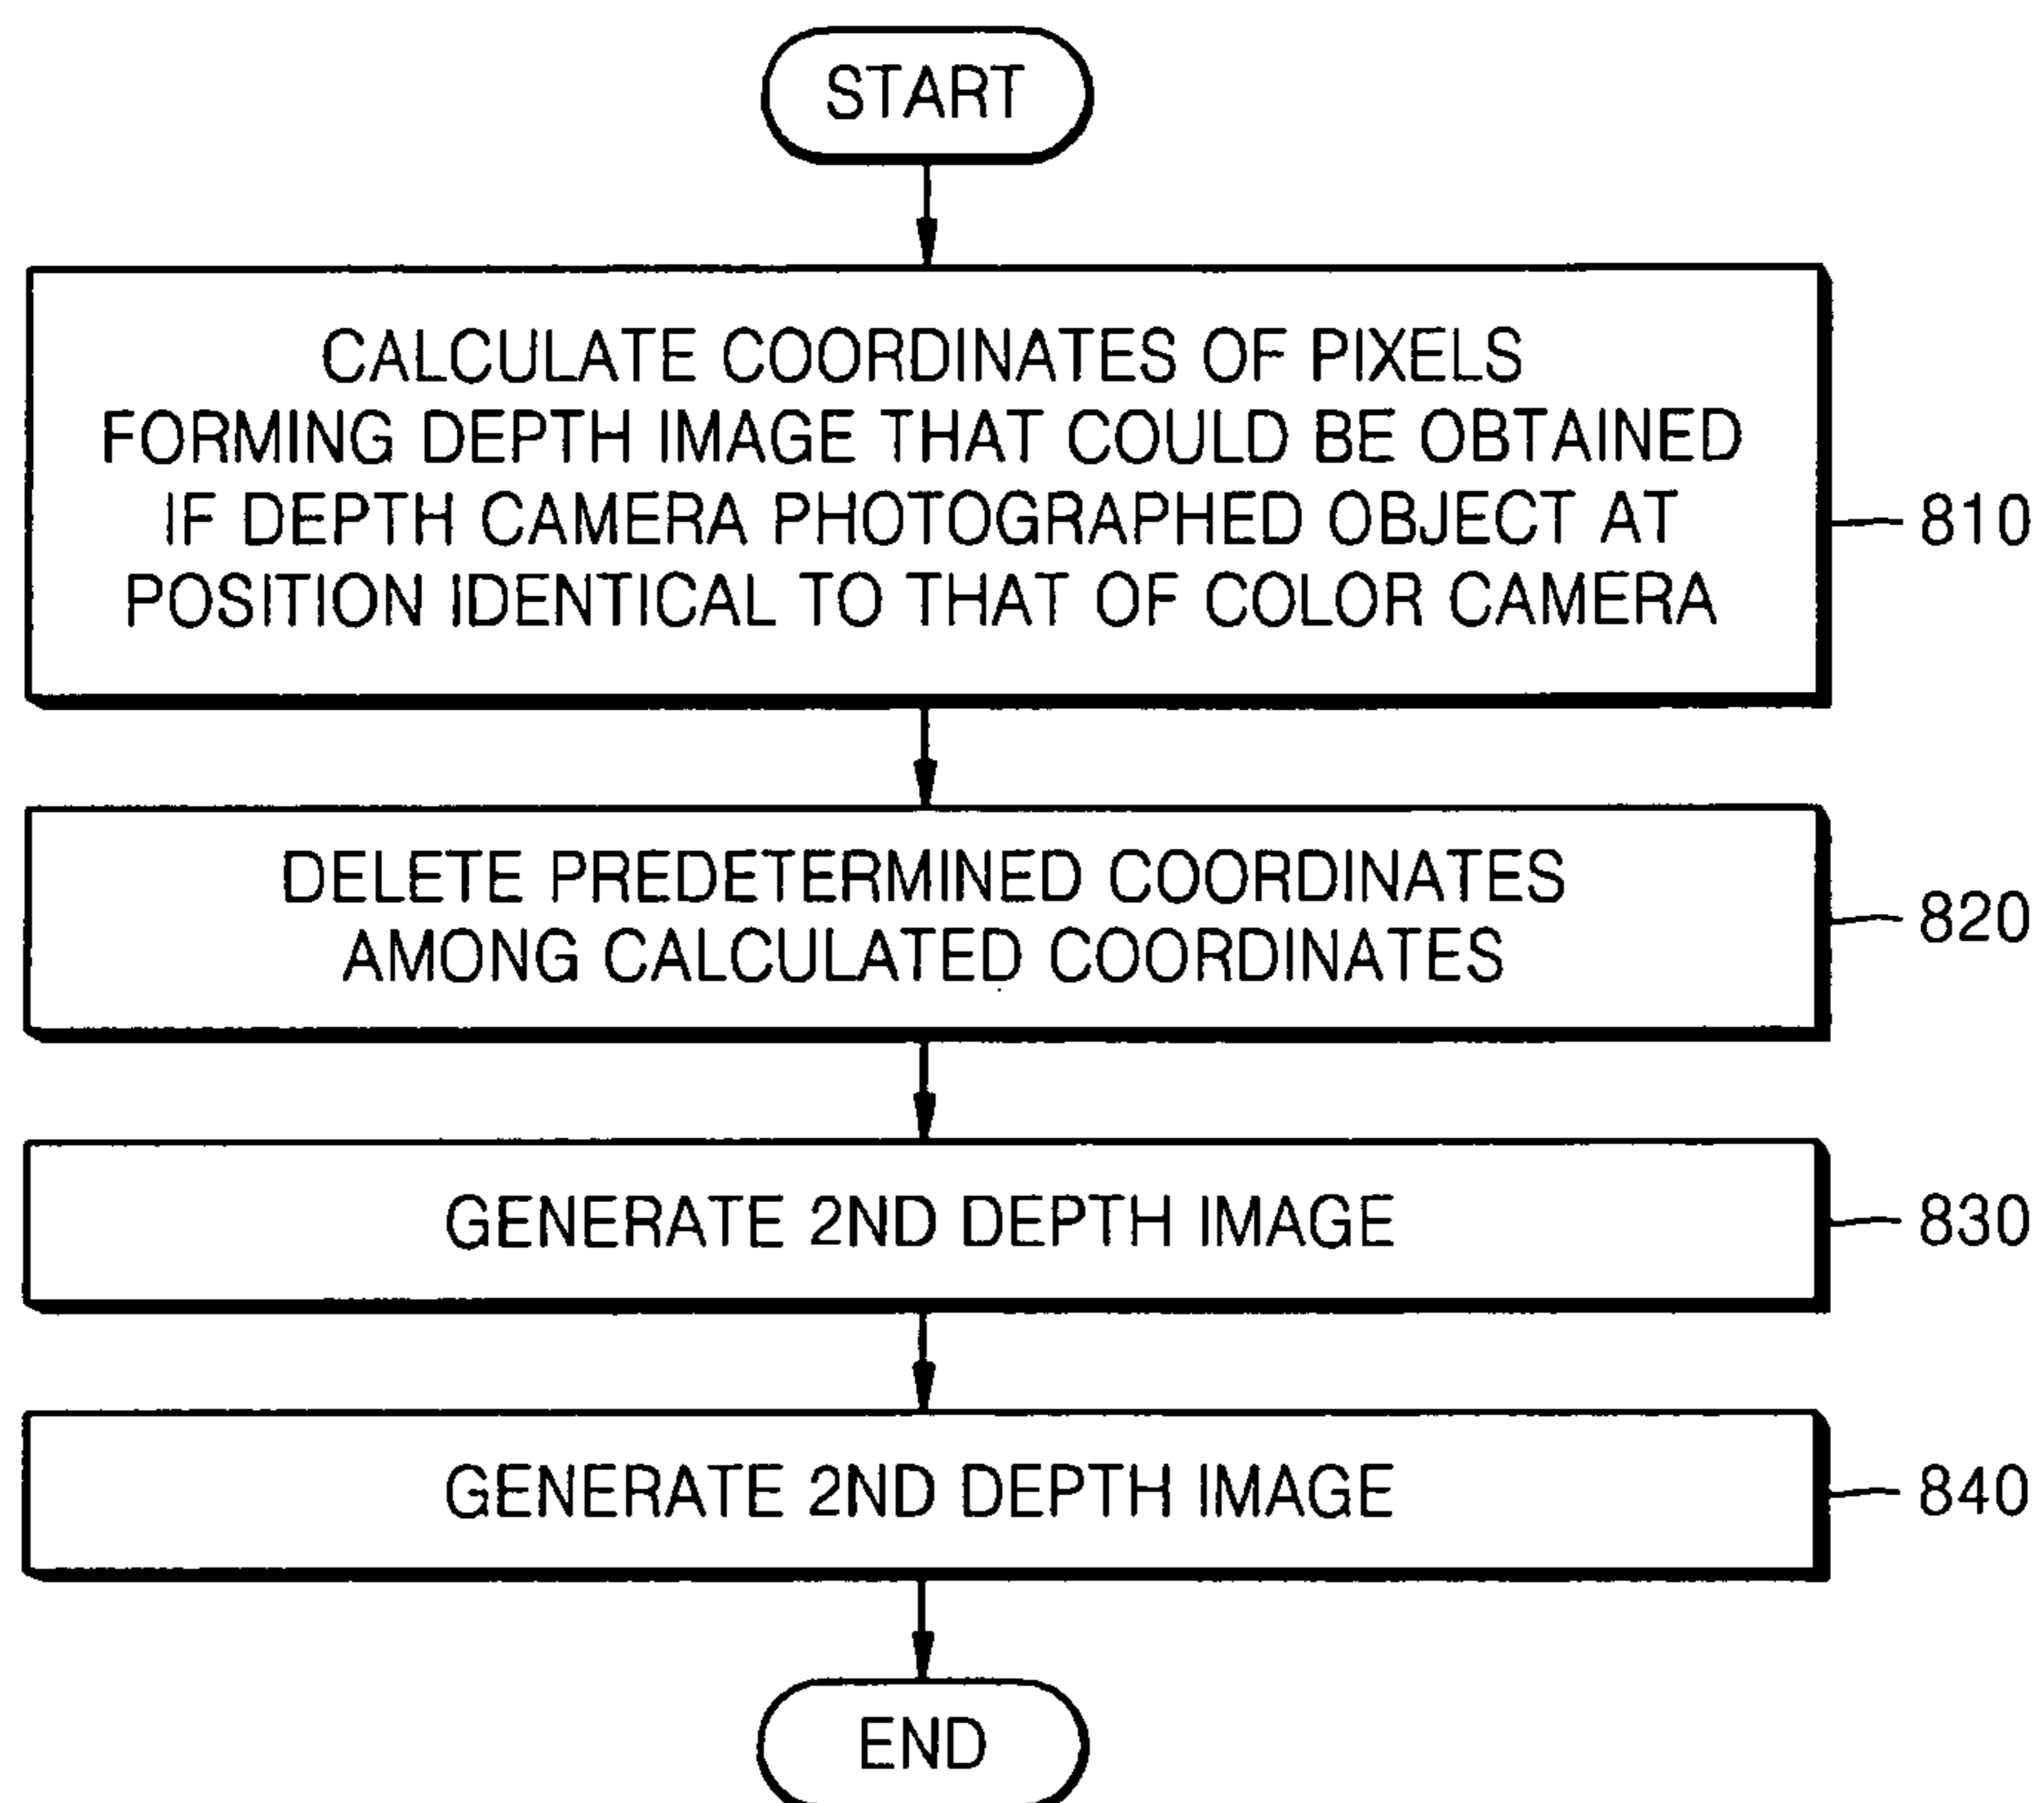 START
CALCULATE COORDINATES OF PIXELS
FORMING DEPTH IMAGE THAT COULD BE OBTAINED
IF DEPTH CAMERA PHOTOGRAPHED OBJECT AT
POSITION IDENTICAL TO THAT OF COLOR CAMERA
810
DELETE PREDETERMINED COORDINATES
AMONG CALCULATED COORDINATES
820
GENERATE 2ND DEPTH IMAGE
830
GENERATE 2ND DEPTH IMAGE
840
END